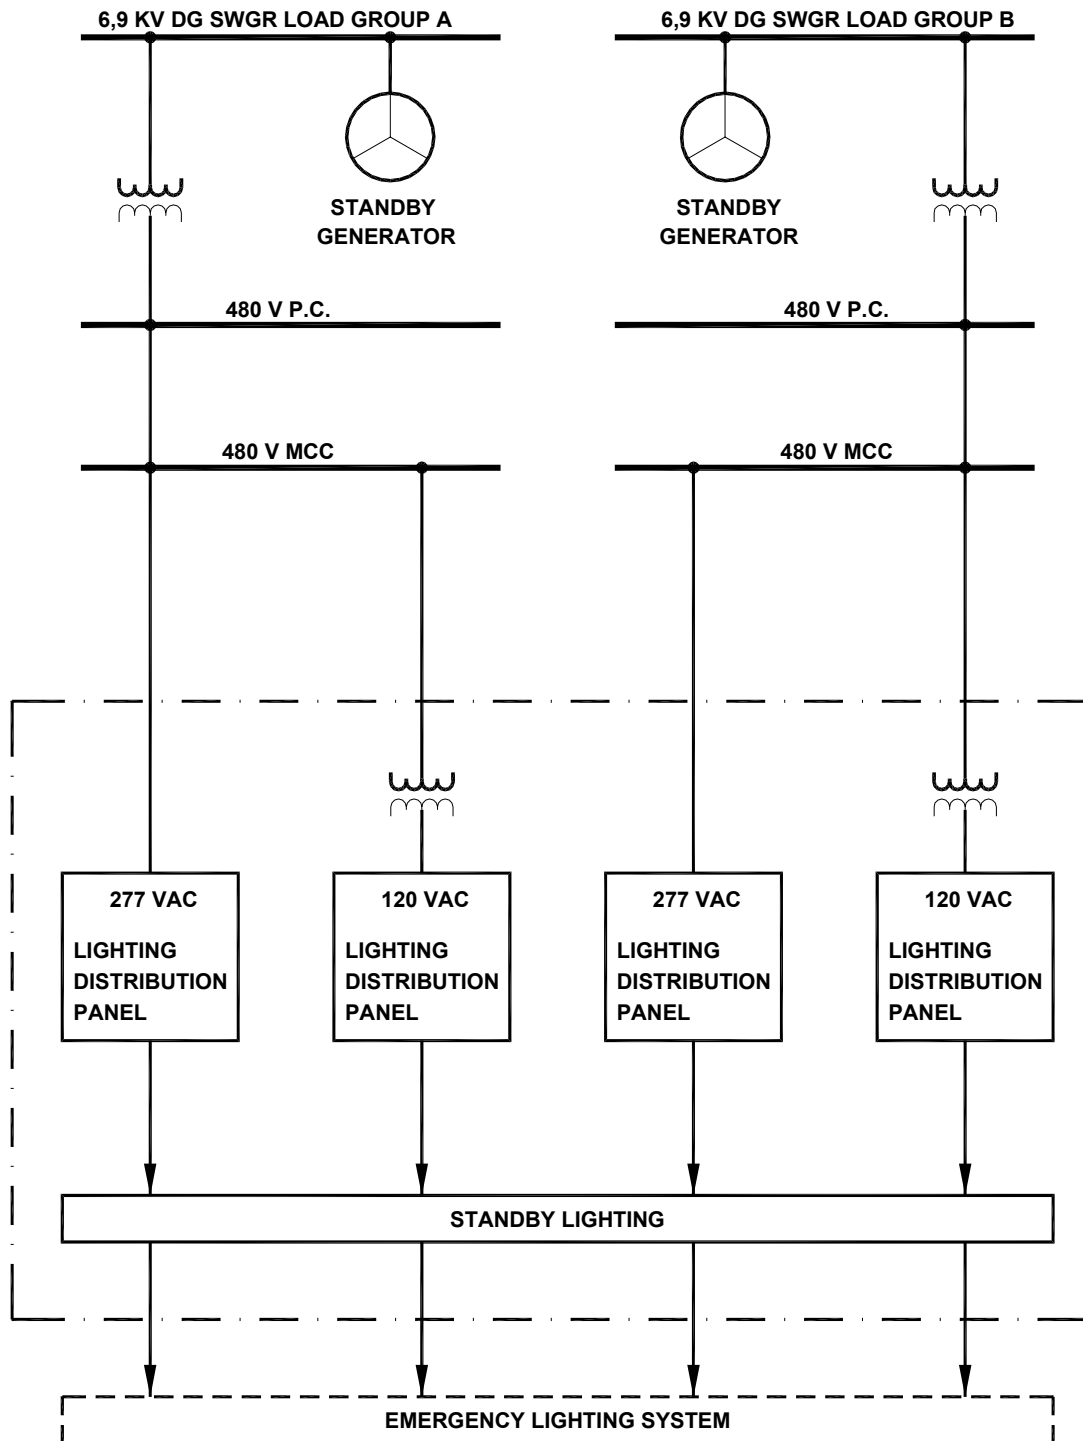 6,9 KV DG SWGR LOAD GROUP A
6,9 KV DG SWGR LOAD GROUP B
STANDBY
GENERATOR
STANDBY
GENERATOR
480 V P.C.
480 V P.C.
480 V MCC
480 V MCC
277 VAC
LIGHTING
DISTRIBUTION
PANEL
120 VAC
LIGHTING
DISTRIBUTION
PANEL
277 VAC
LIGHTING
DISTRIBUTION
PANEL
120 VAC
LIGHTING
DISTRIBUTION
PANEL
STANDBY LIGHTING
EMERGENCY LIGHTING SYSTEM